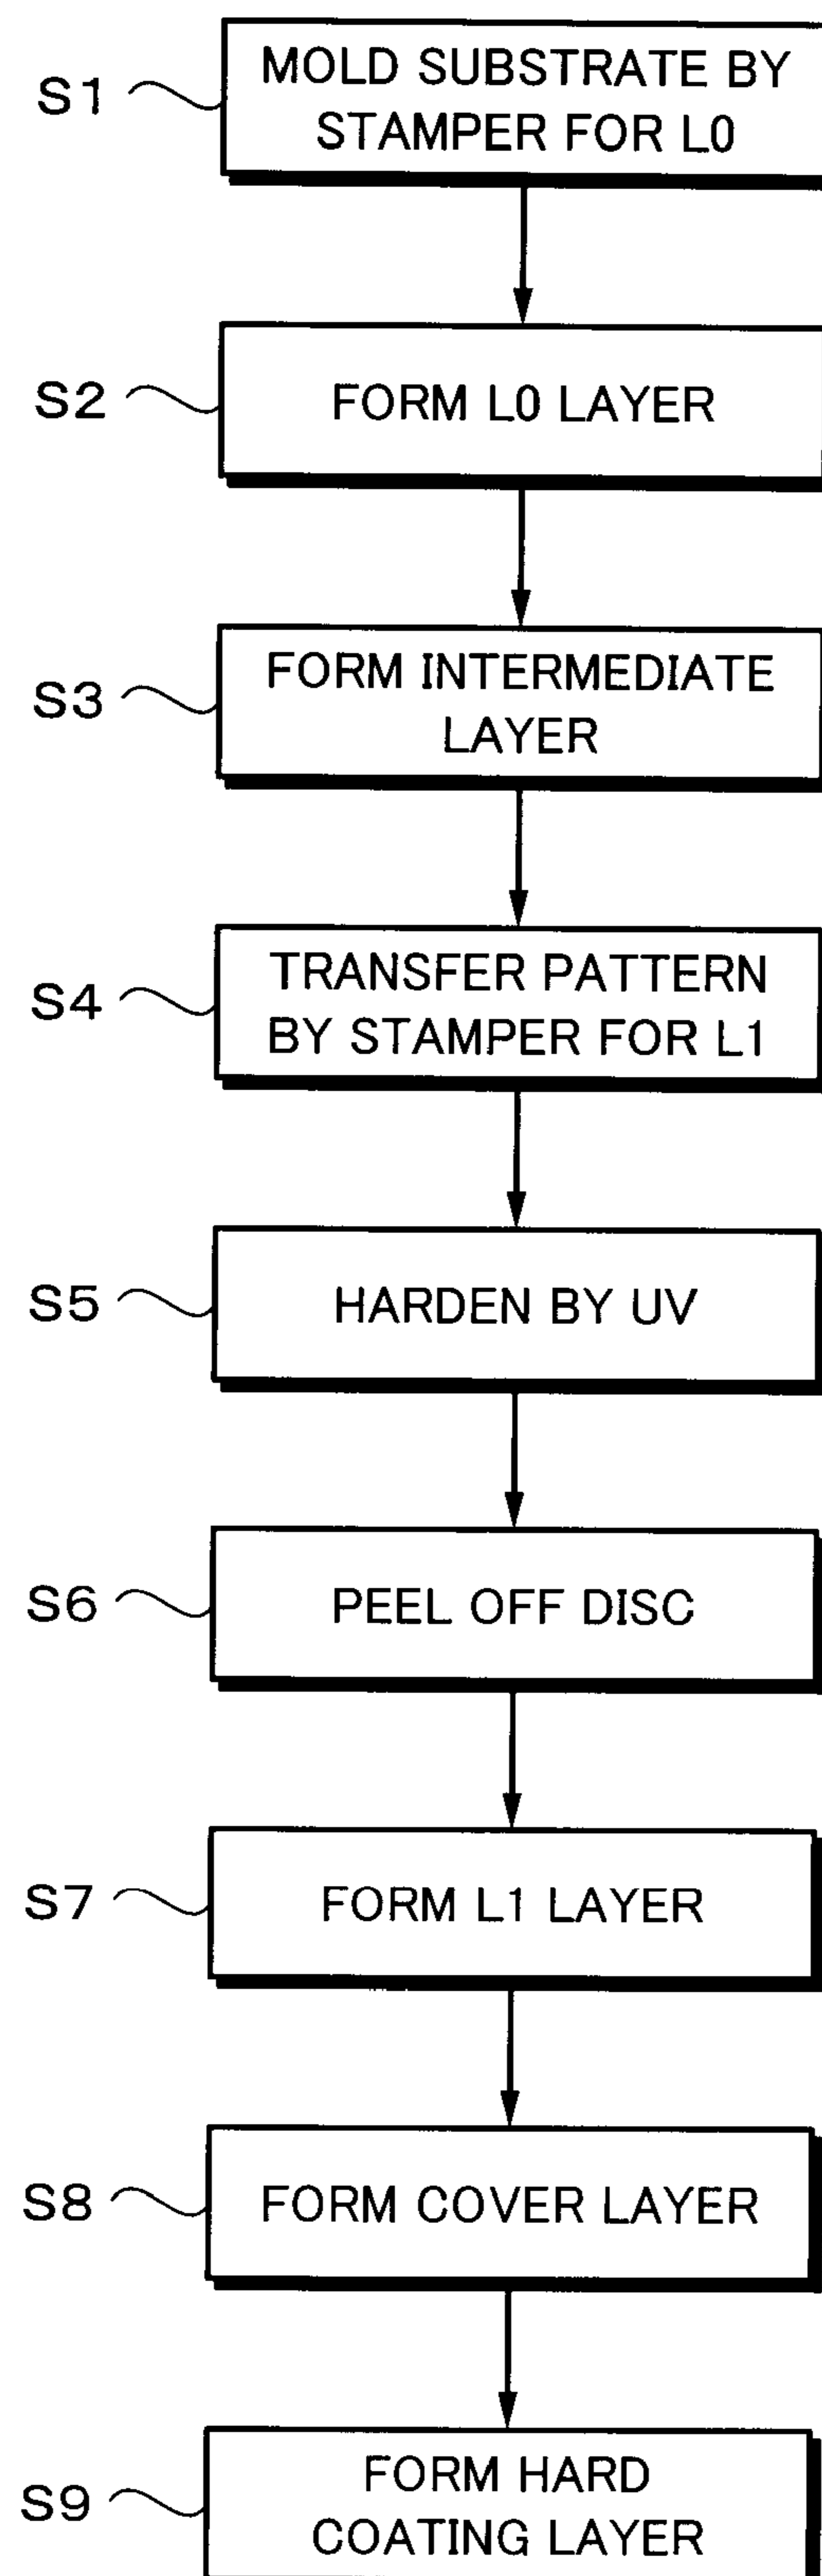 S1
MOLD SUBSTRATE BY
STAMPER FOR L0
S2
FORM L0 LAYER
S3
FORM INTERMEDIATE
LAYER
S4
TRANSFER PATTERN
BY STAMPER FOR L1
S5
HARDEN BY UV
S6
PEEL OFF DISC
S7
FORM L1 LAYER
S8
FORM COVER LAYER
S9
FORM HARD
COATING LAYER